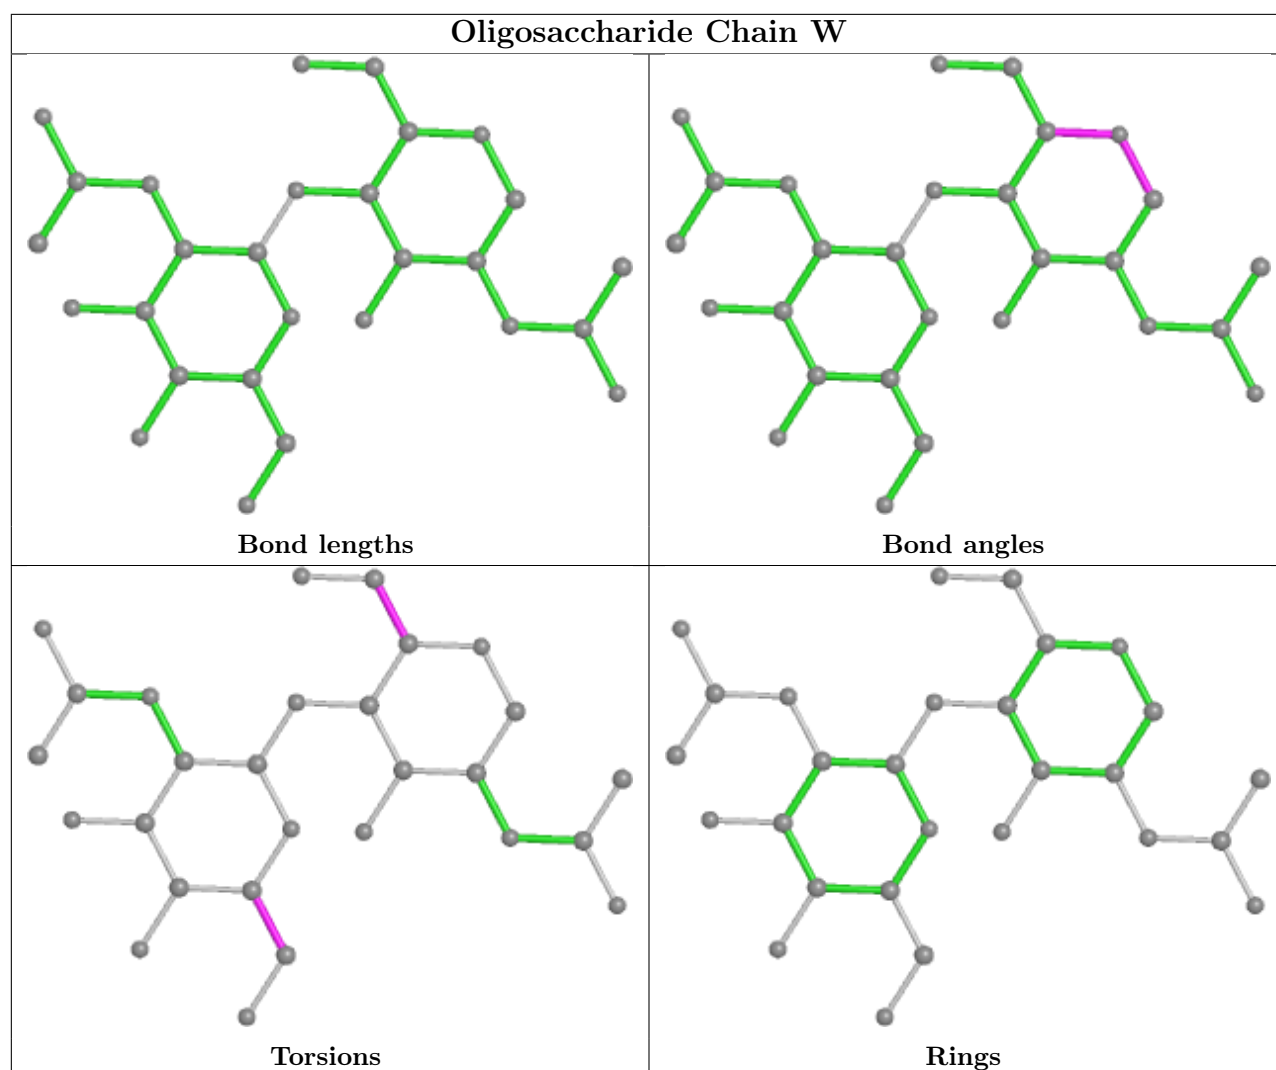 Oligosaccharide Chain W
Bond lengths
Bond angles
Torsions
Rings